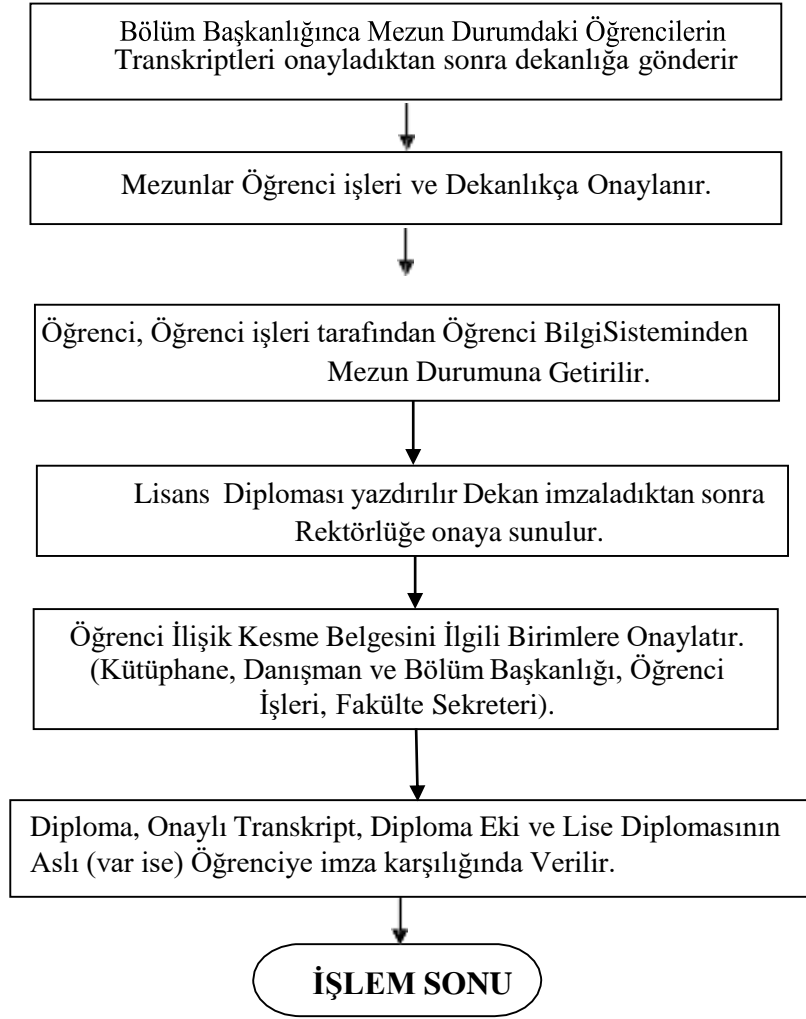 Bölüm Başkanlığınca Mezun Durumdaki Öğrencilerin
Transkriptleri onayladıktan sonra dekanlığa gönderir
Mezunlar Öğrenci işleri ve Dekanlıkça Onaylanır.
Öğrenci, Öğrenci işleri tarafından Öğrenci BilgiSisteminden
Mezun Durumuna Getirilir.
Lisans Diploması yazdırılır Dekan imzaladıktan sonra
Rektörlüğe onaya sunulur.
Öğrenci İlişik Kesme Belgesini İlgili Birimlere Onaylatır.
(Kütüphane, Danışman ve Bölüm Başkanlığı, Öğrenci
İşleri, Fakülte Sekreteri).
Diploma, Onaylı Transkript, Diploma Eki ve Lise Diplomasının
Aslı (var ise) Öğrenciye imza karşılığında Verilir.
İŞLEM SONU